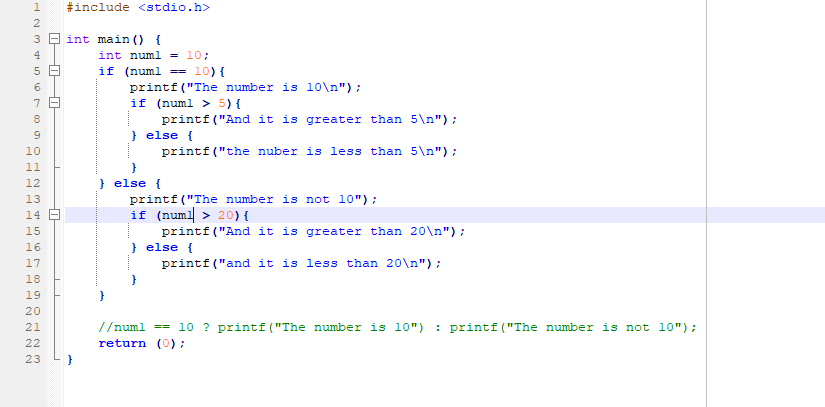 1 #include <stdio.h>
2
3 int main() {
4     int num1 = 10;
5     if (num1 == 10){
6         printf("The number is 10\n");
7         if (num1 > 5){
8             printf("And it is greater than 5\n");
9         } else {
10             printf("the nuber is less than 5\n");
11         }
12     } else {
13         printf("The number is not 10");
14         if (num1 > 20){
15             printf("And it is greater than 20\n");
16         } else {
17             printf("and it is less than 20\n");
18         }
19     }
20
21     //num1 == 10 ? printf("The number is 10") : printf("The number is not 10");
22     return (0);
23 }